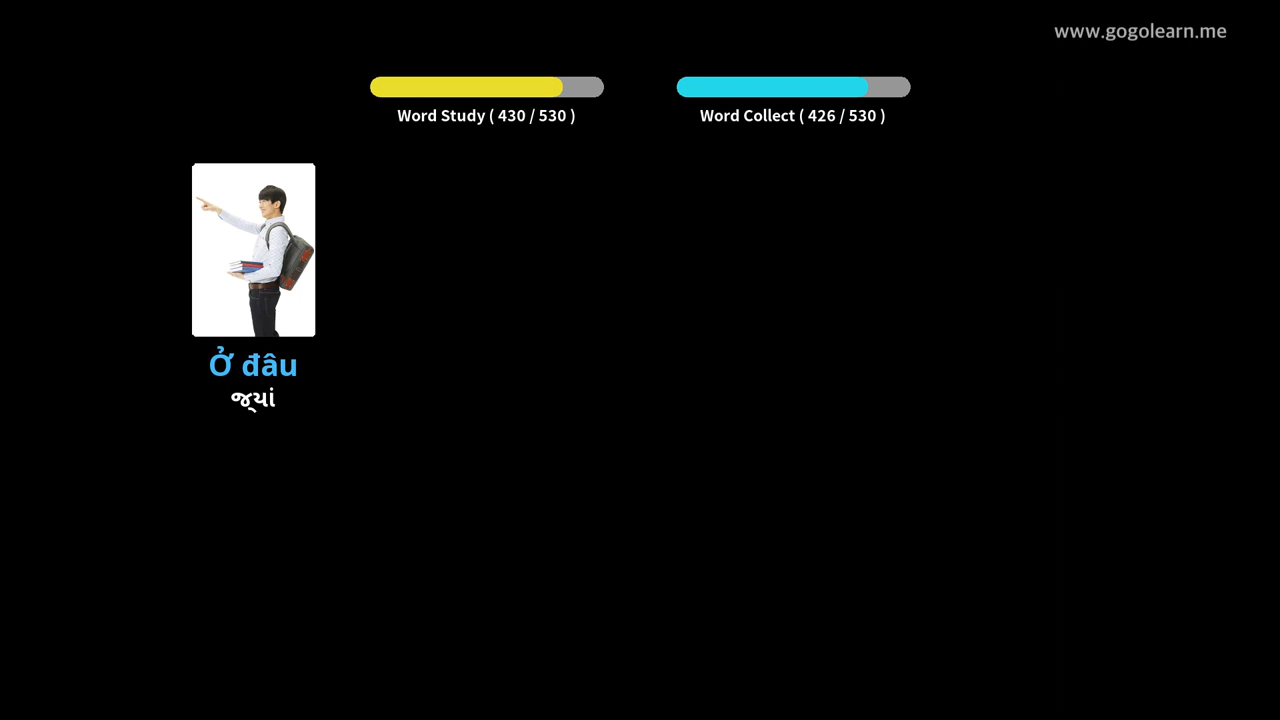 www.gogolearn.me
Word Study ( 430 / 530 )
Word Collect ( 426 / 530 )
Ở đâu
જ્યાં